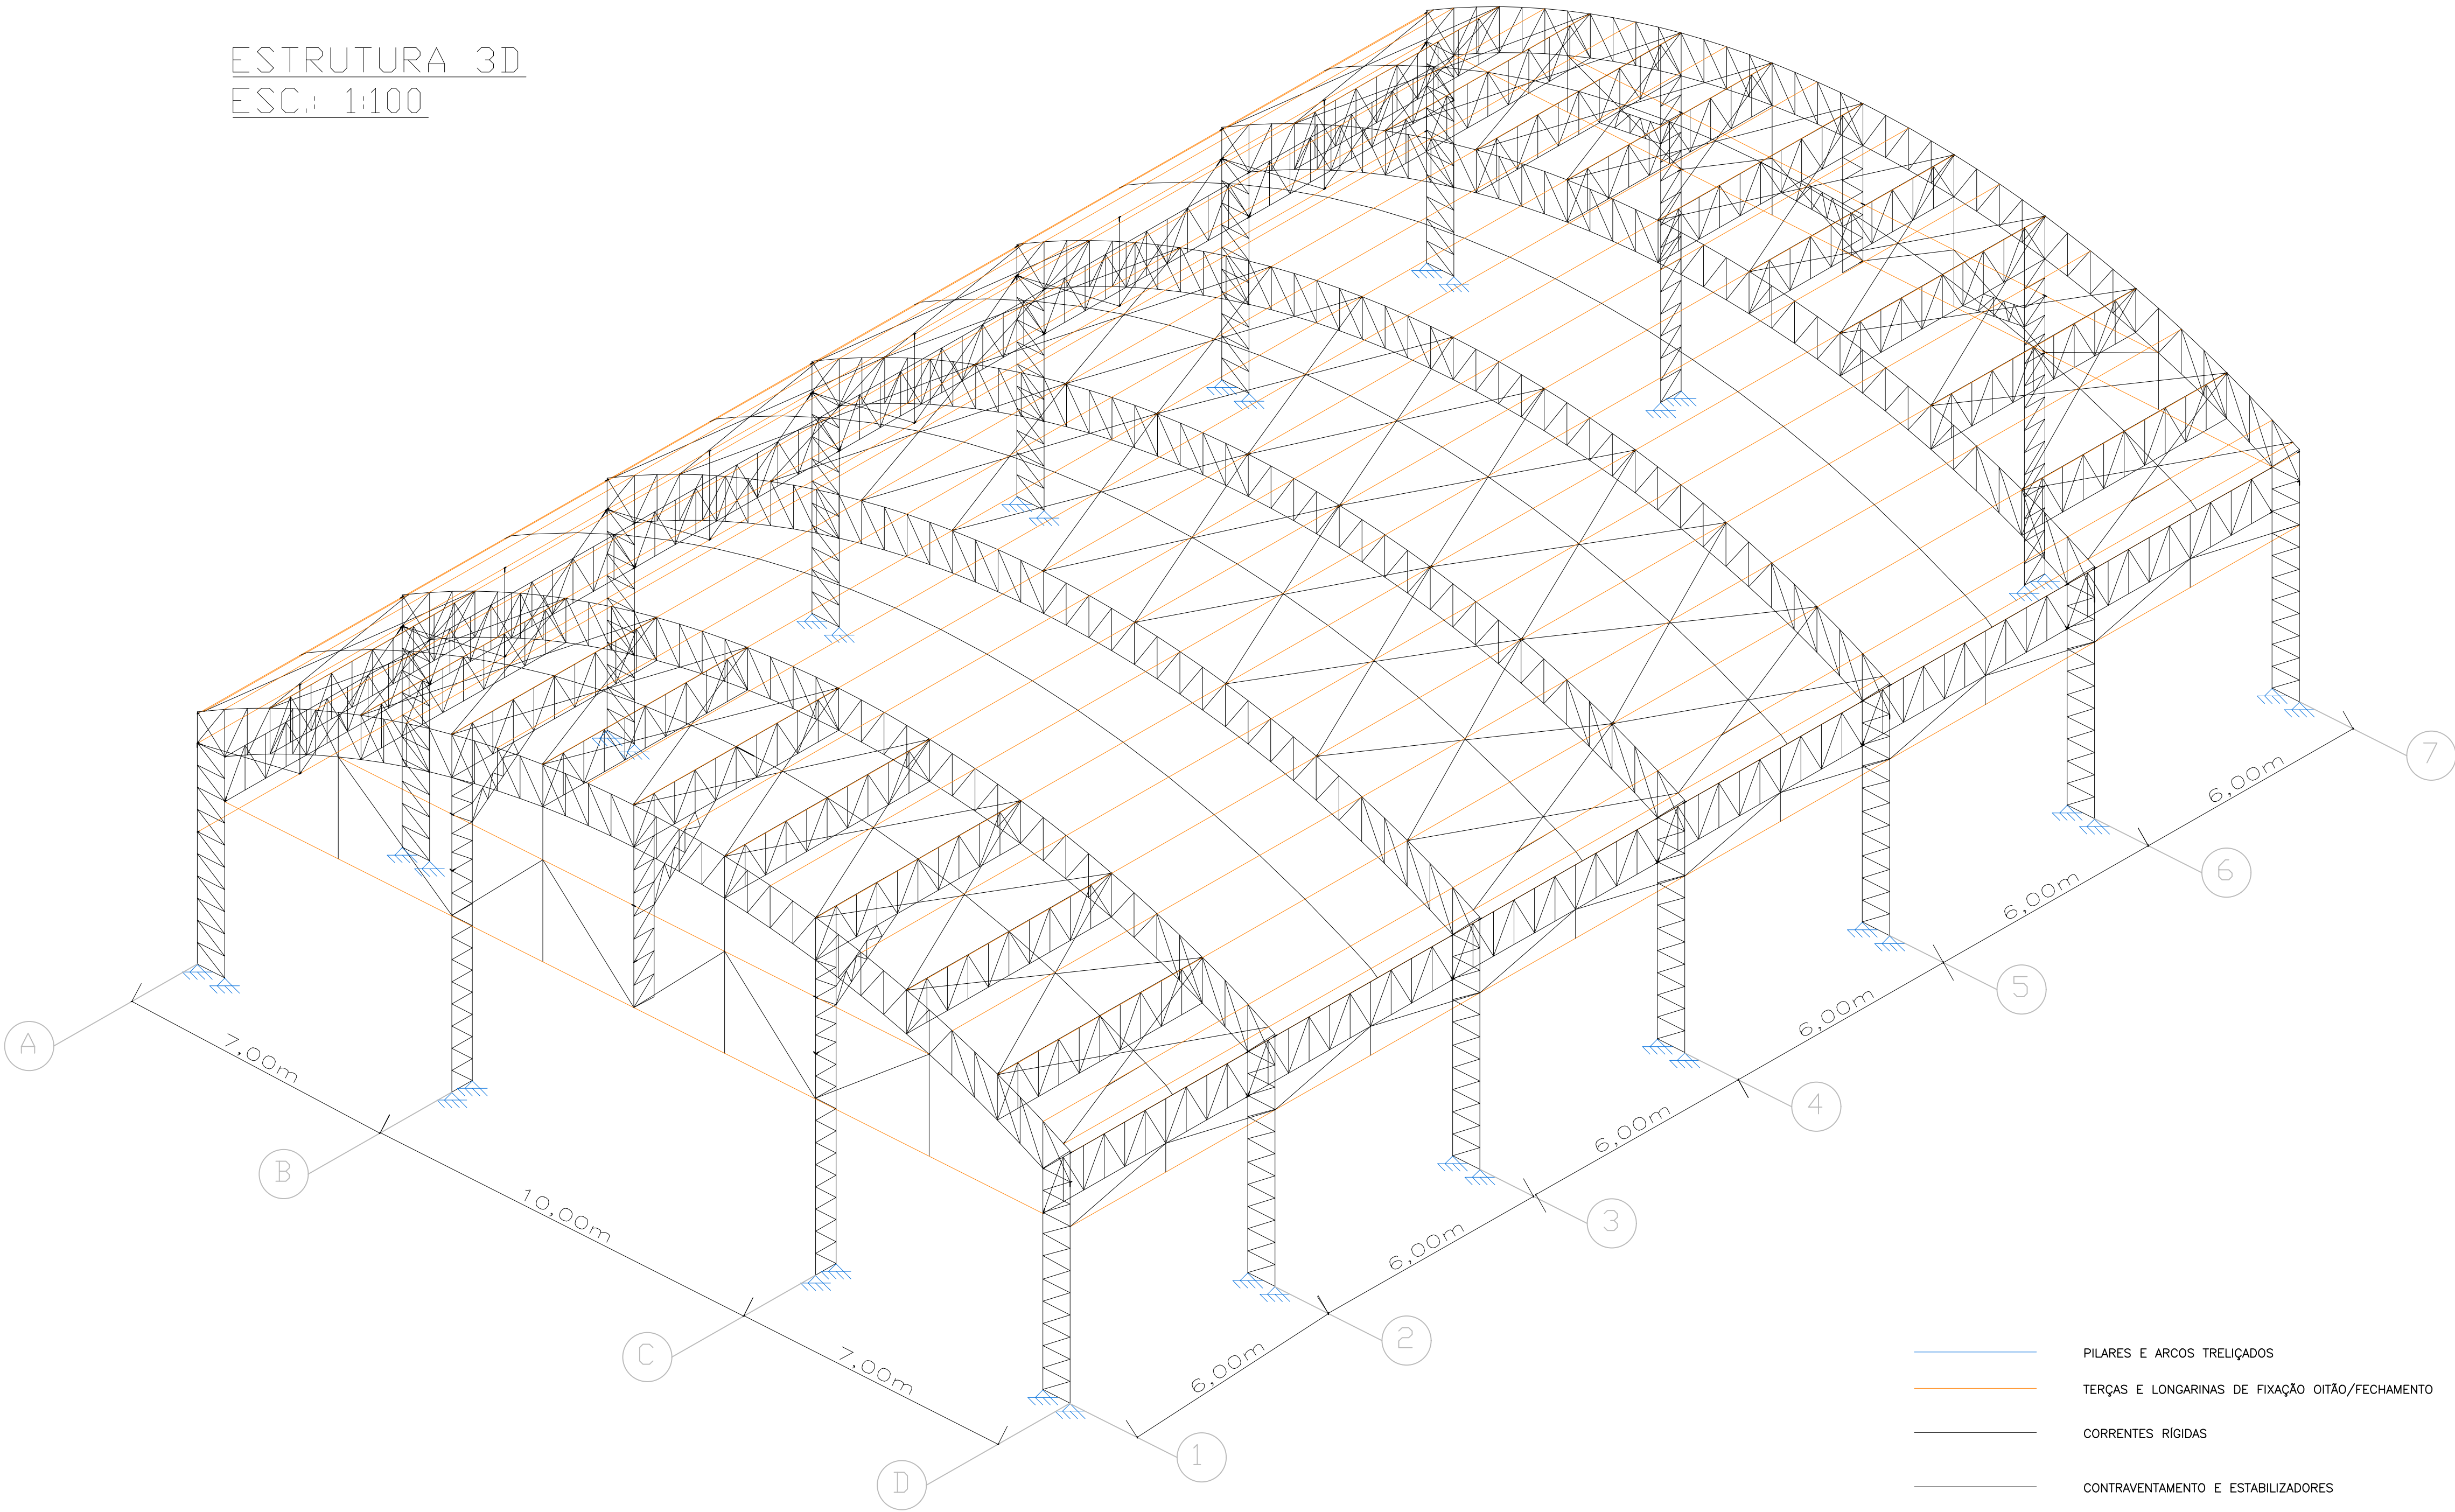 ESTRUTURA 3D
ESC.: 1:100
7
6,00m
6
6,00m
5
6,00m
A
7,00m
4
6,00m
B
10,00m
3
6,00m
2
C
7,00m
6,00m
1
D
PILARES E ARCOS TRELIÇADOS
TERÇAS E LONGARINAS DE FIXAÇÃO OITÃO/FECHAMENTO
CORRENTES RÍGIDAS
CONTRAVENTAMENTO E ESTABILIZADORES